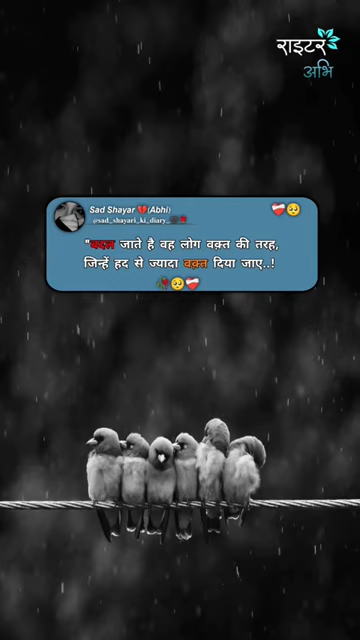 राइटर
अभि
Sad Shayar 💔(Abhi)
@sad_shayari_ki_diary_
"बदल जाते है वह लोग वक़्त की तरह,
जिन्हें हद से ज्यादा वक़्त दिया जाए..!